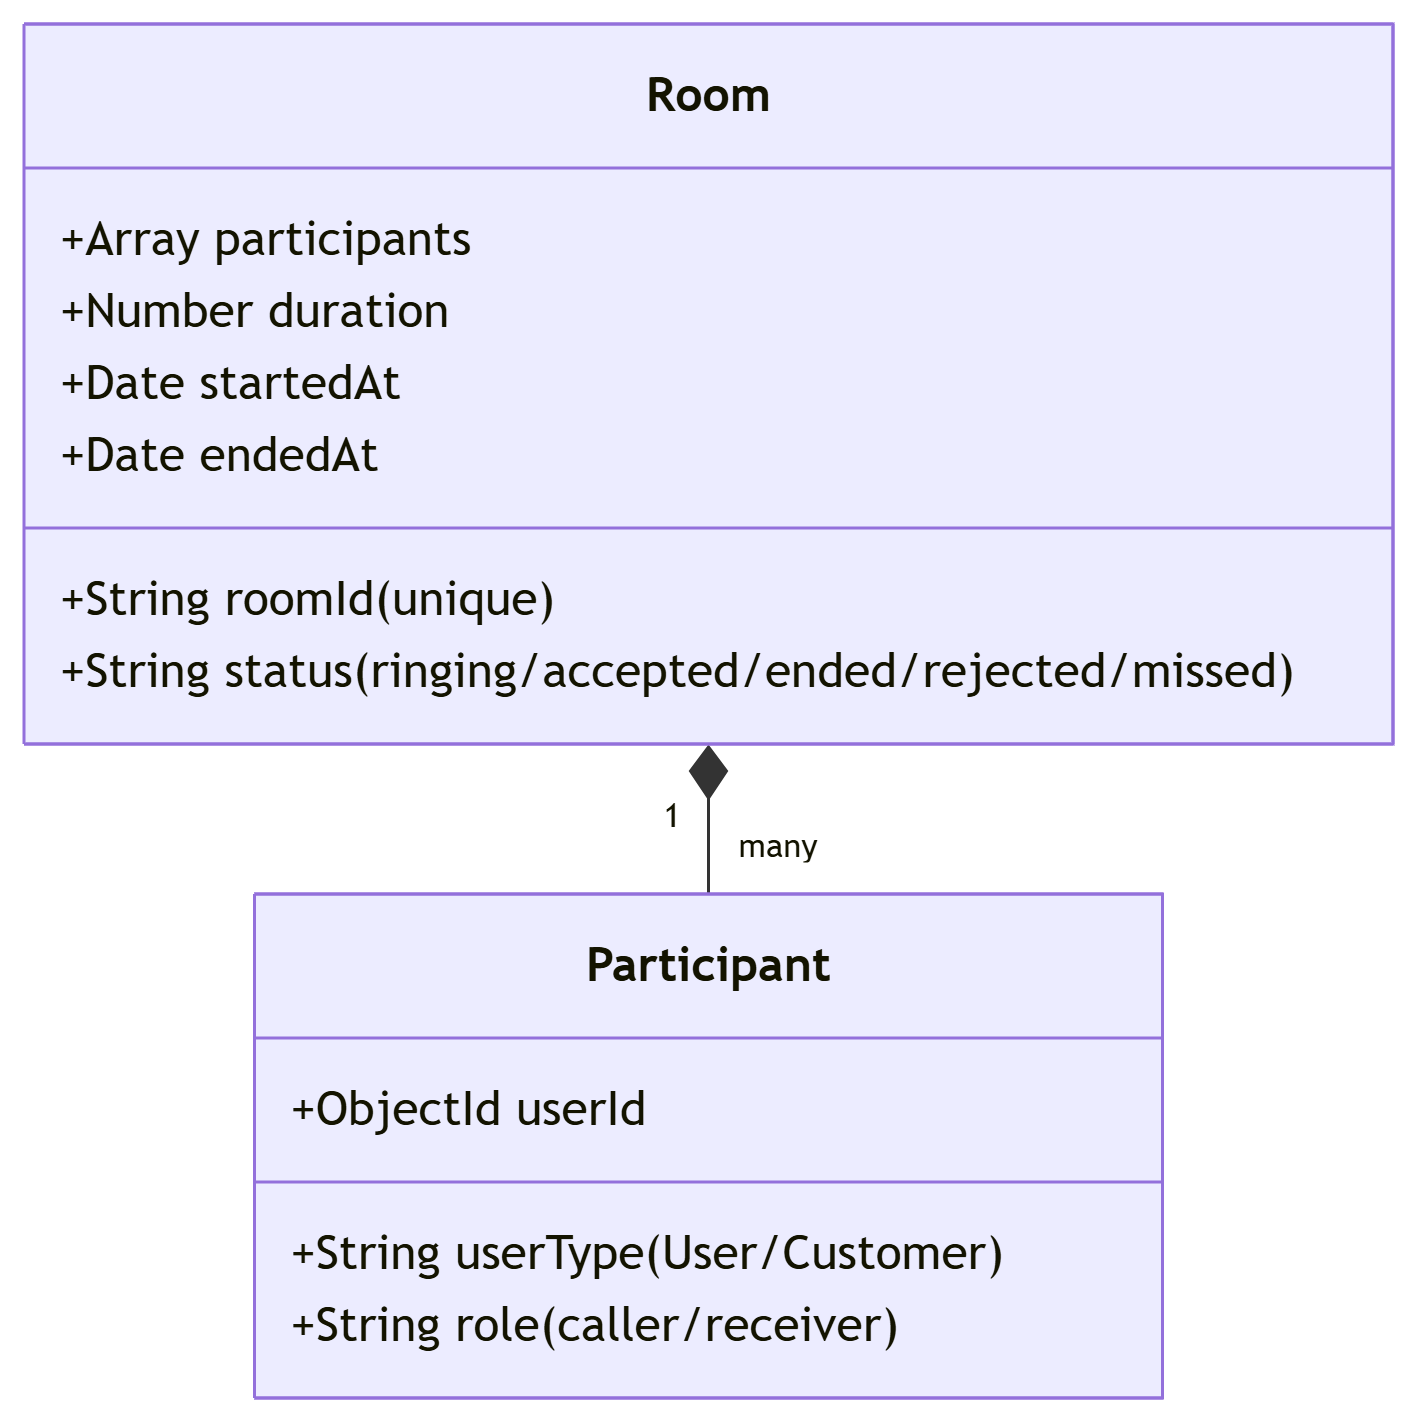 Room
+Array participants
+Number duration
+Date startedAt
+Date endedAt
+String roomId(unique)
+String status(ringing/accepted/ended/rejected/missed)
1
many
Participant
+ObjectId userId
+String userType(User/Customer)
+String role(caller/receiver)